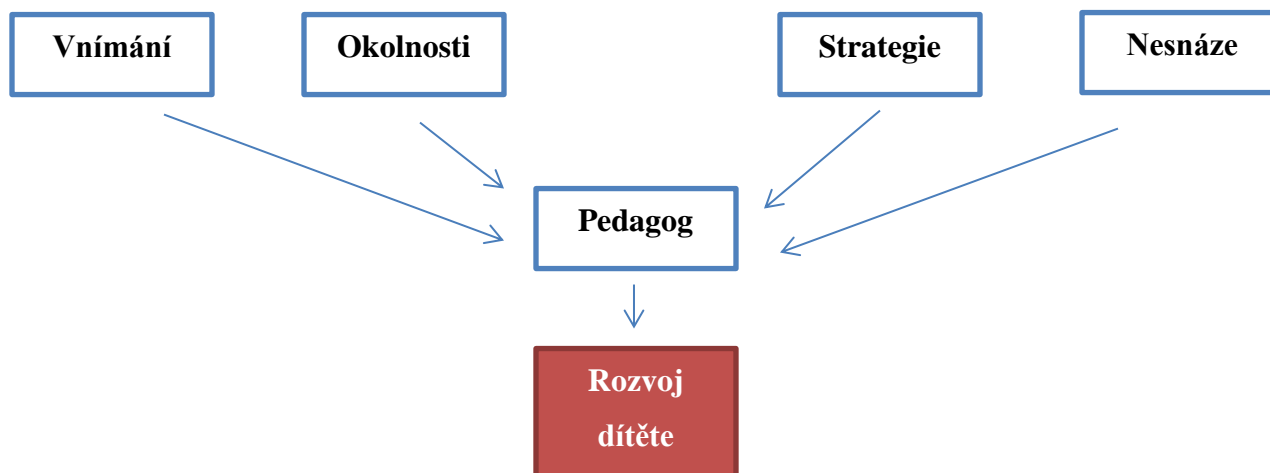 Vnímání
Okolnosti
Strategie
Nesnáze
Pedagog
Rozvoj
dítěte